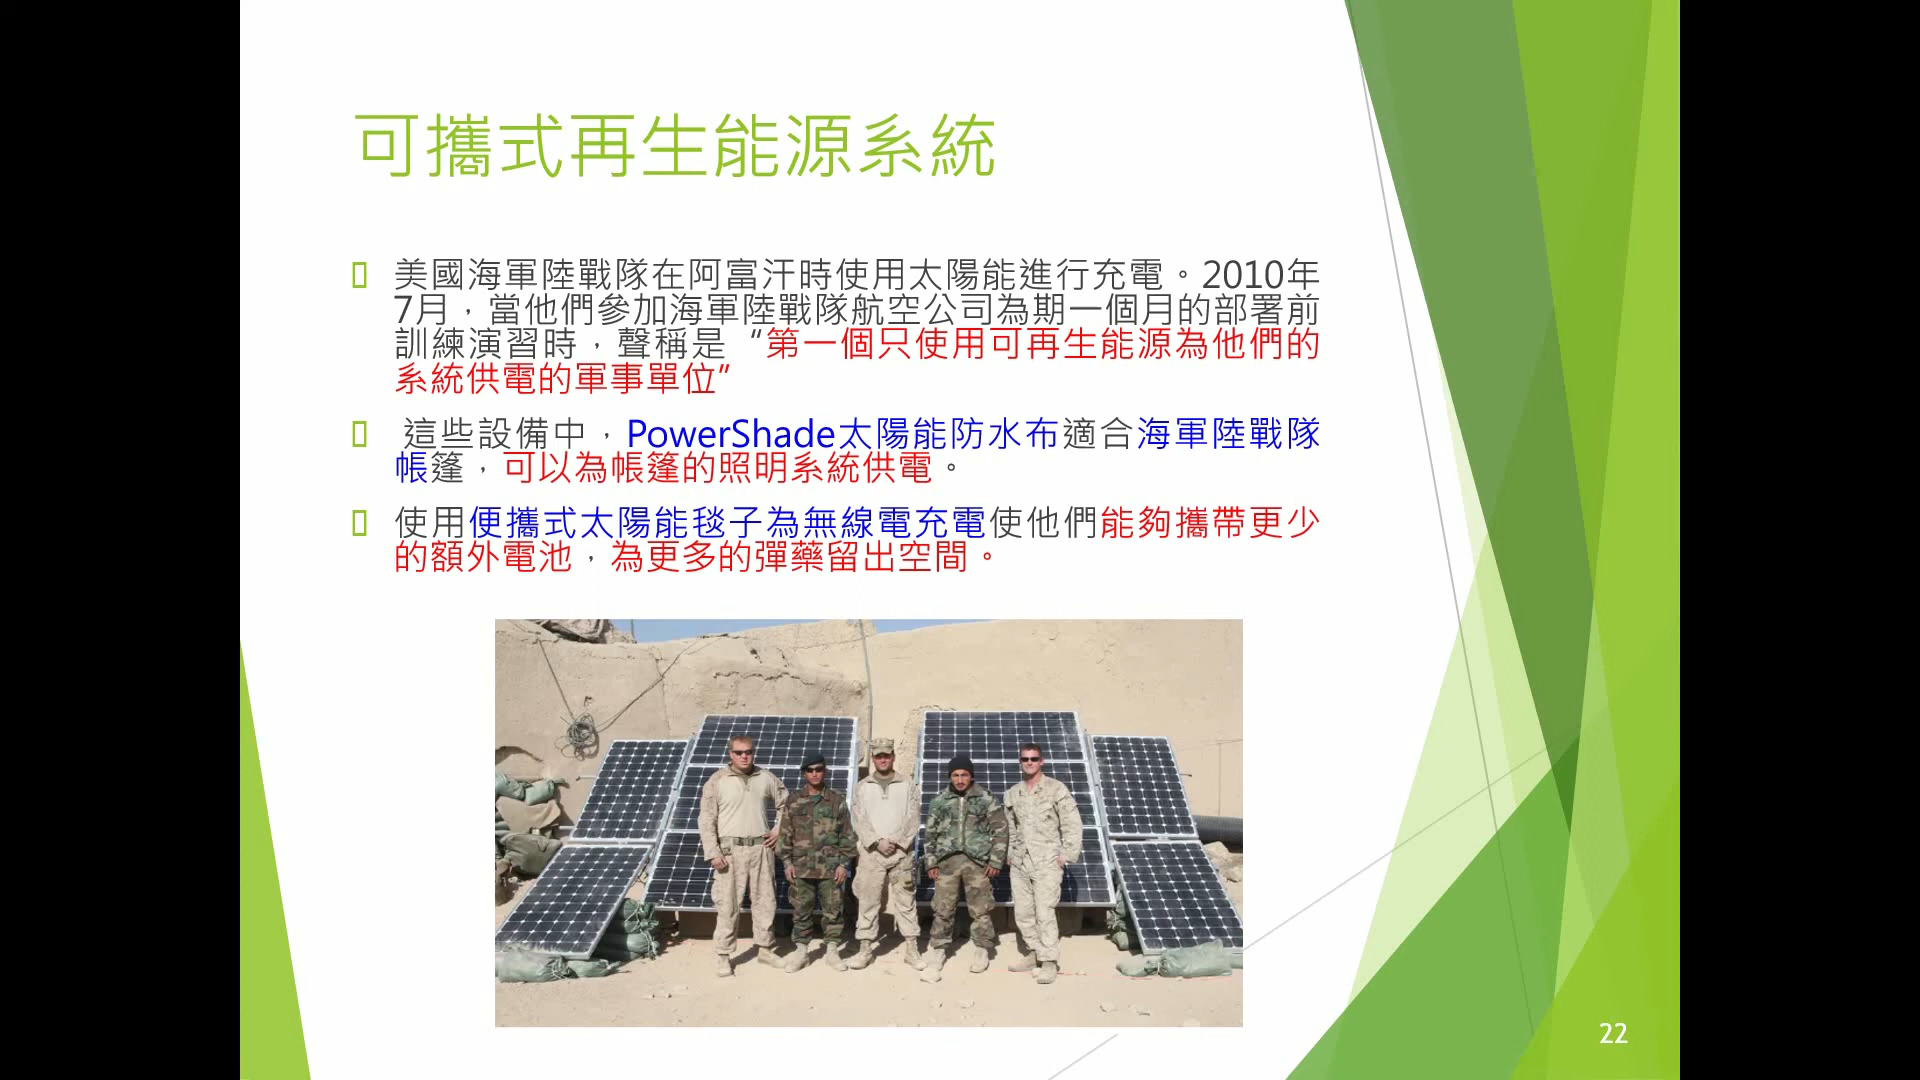 可攜式再生能源系統
美國海軍陸戰隊在阿富汗時使用太陽能進行充電。2010年
7月，當他們參加海軍陸戰隊航空公司為期一個月的部署前
訓練演習時，聲稱是“第一個只使用可再生能源為他們的
系統供電的軍事單位”
這些設備中，PowerShade太陽能防水布適合海軍陸戰隊
帳篷，可以為帳篷的照明系統供電。
使用便攜式太陽能毯子為無線電充電使他們能夠攜帶更少
的額外電池，為更多的彈藥留出空間。
22